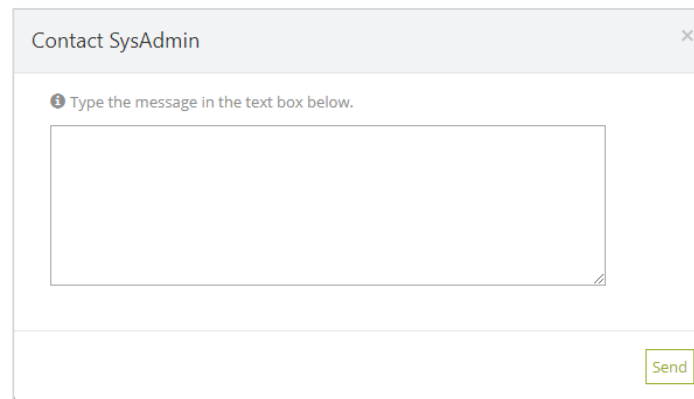 Contact SysAdmin
Type the message in the text box below.
Send